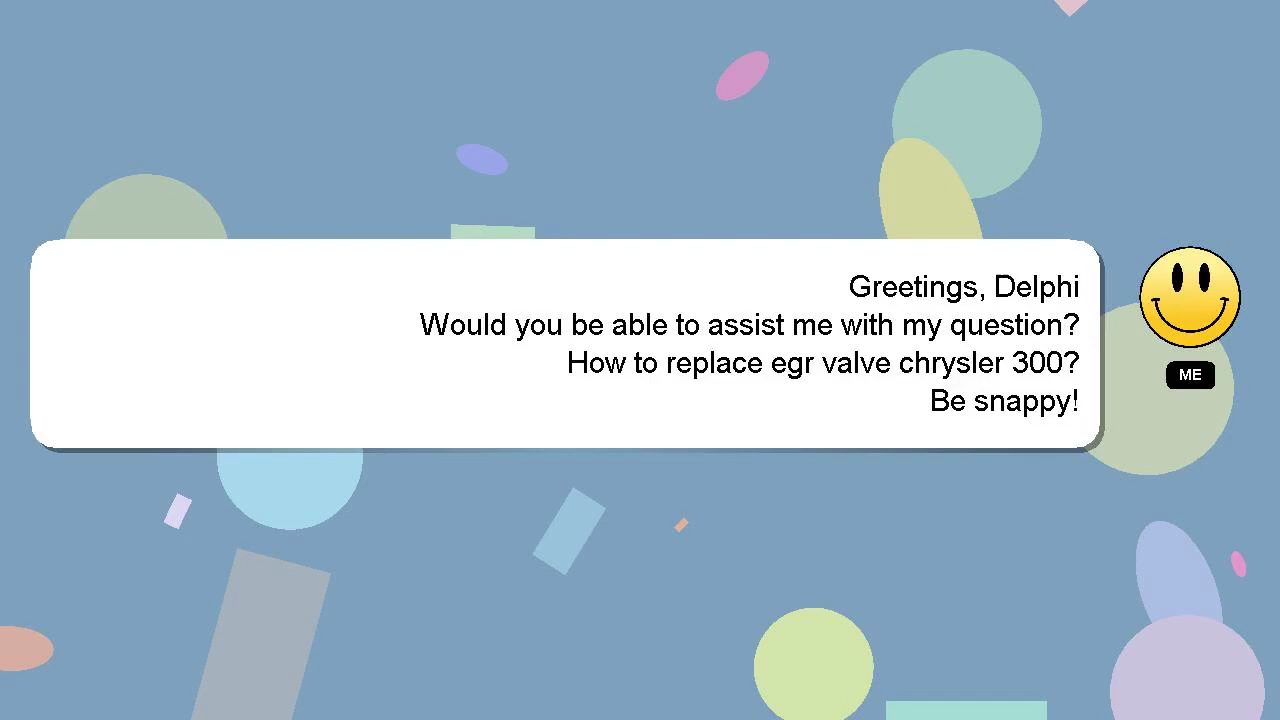 Greetings, Delphi
Would you be able to assist me with my question?
How to replace egr valve chrysler 300?
Be snappy!
ME